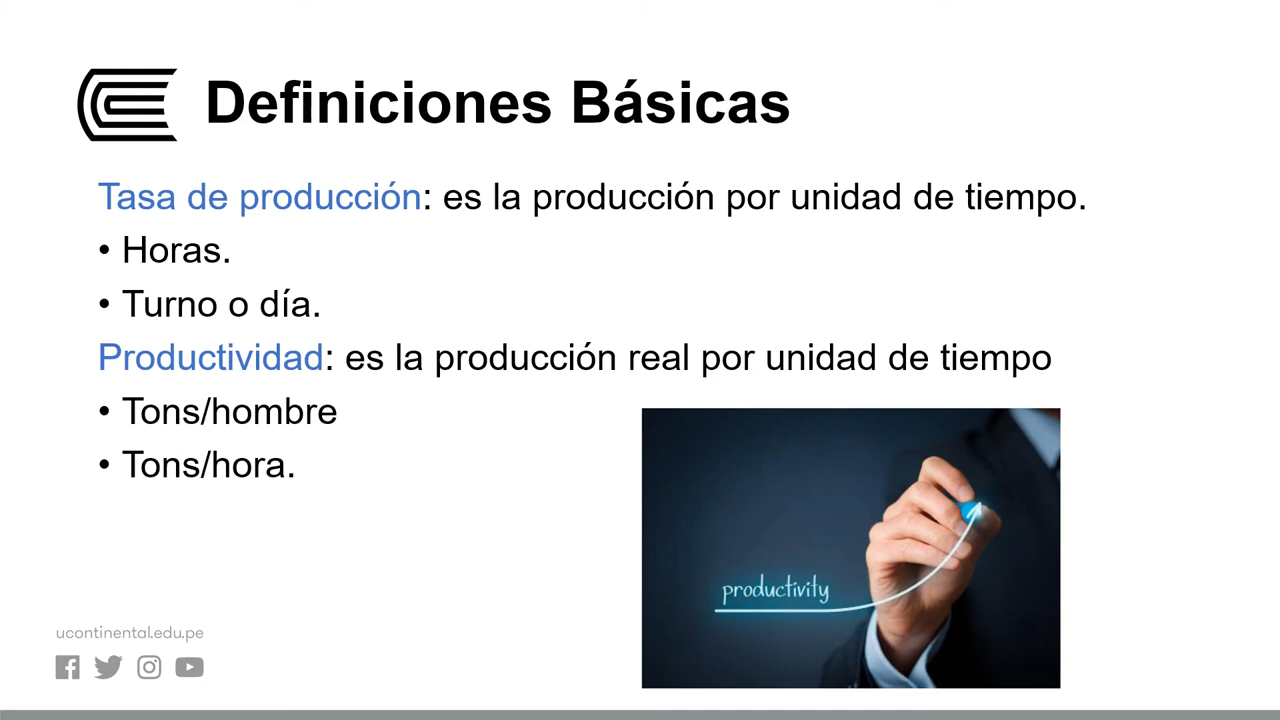 Definiciones Básicas
Tasa de producción: es la producción por unidad de tiempo.
• Horas.
• Turno o día.
Productividad: es la producción real por unidad de tiempo
• Tons/hombre
• Tons/hora.
productivity
ucontinental.edu.pe